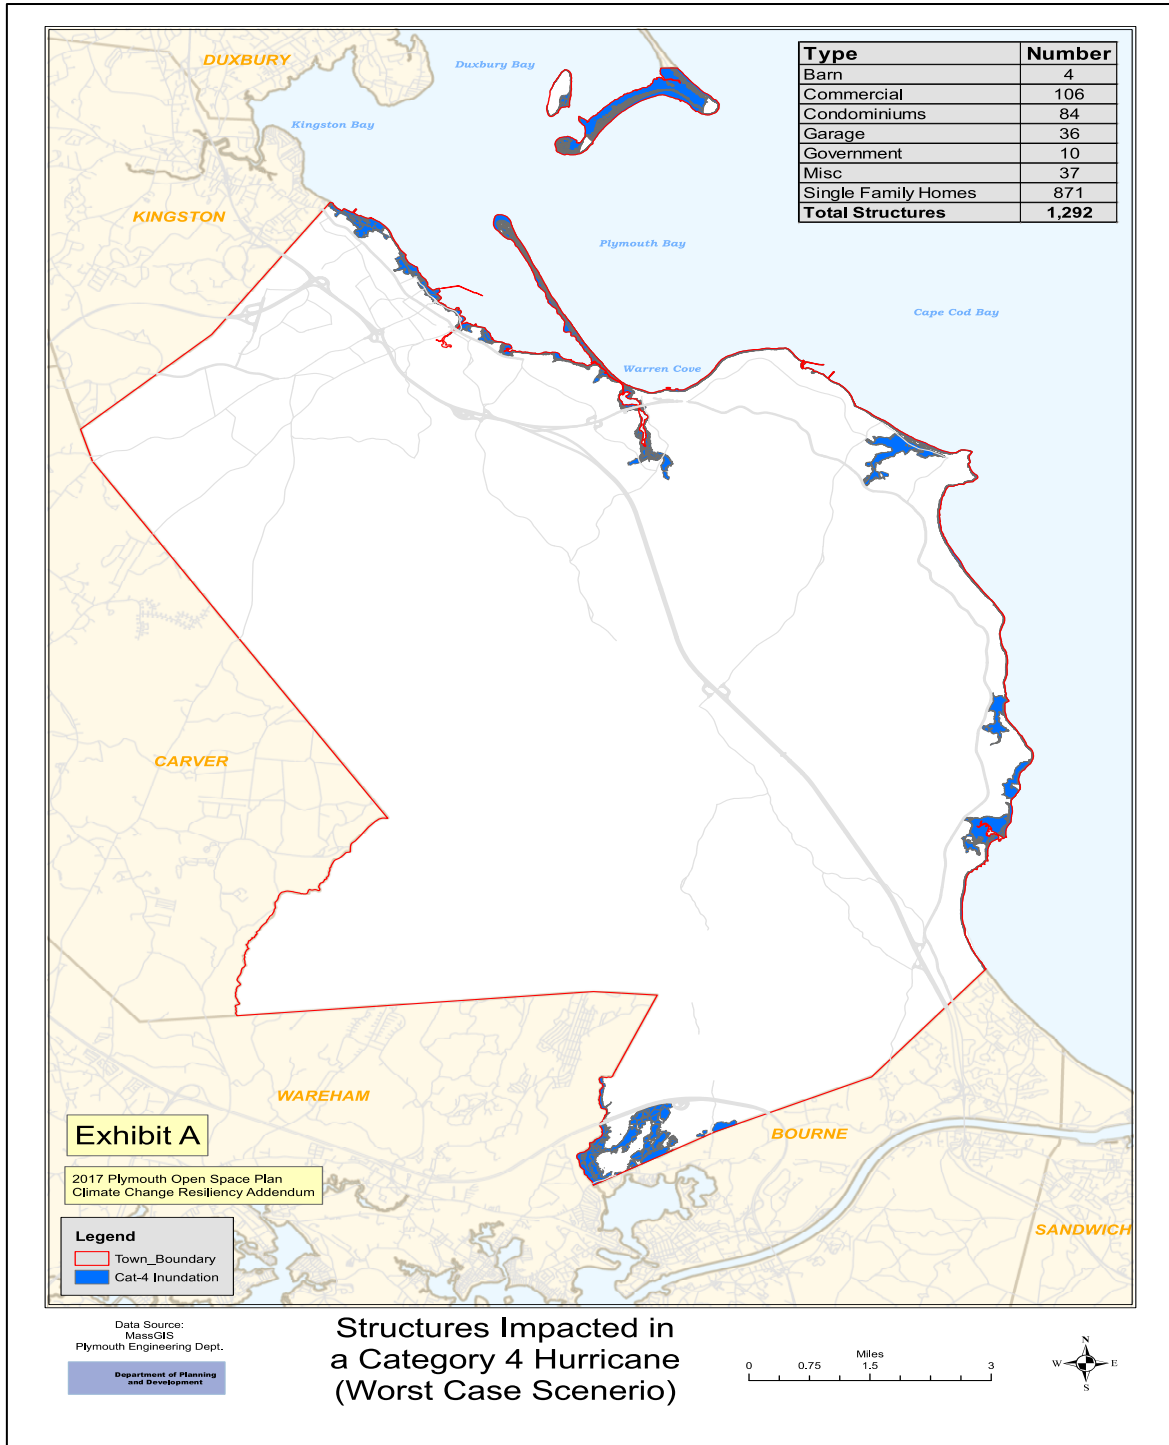 DUXBURY
Duxbury Bay
Kingston Bay
KINGSTON
Plymouth Bay
Cape Cod Bay
Warren Cove
CARVER
WAREHAM
BOURNE
SANDWICH
Type Number
Barn 4
Commercial 106
Condominiums 84
Garage 36
Government 10
Misc 37
Single Family Homes 871
Total Structures 1,292
Exhibit A
2017 Plymouth Open Space Plan
Climate Change Resiliency Addendum
Legend
Town_Boundary
Cat-4 Inundation
Data Source:
MassGIS
Plymouth Engineering Dept.
Department of Planning
and Development
Structures Impacted in
a Category 4 Hurricane
(Worst Case Scenerio)
Miles
0 0.75 1.5 3
N
W E
S